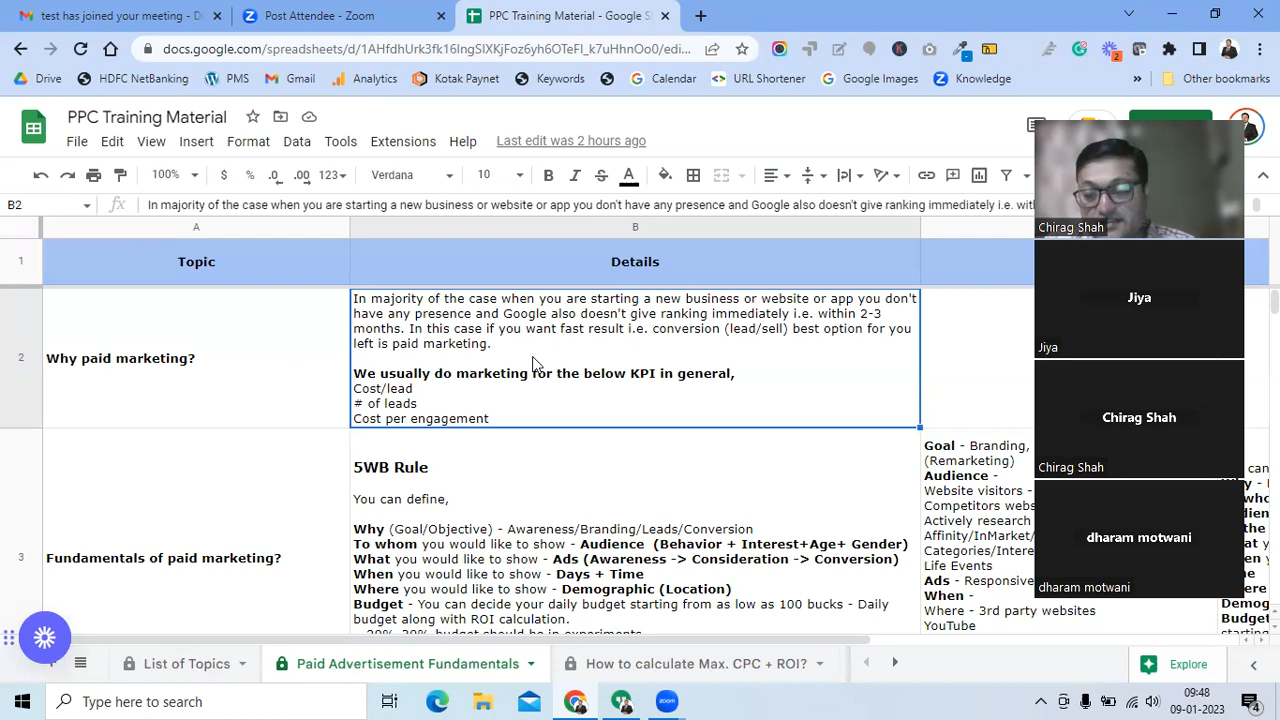 test has joined your meeting - D
Post Attendee - Zoom
PPC Training Material - Google S
docs.google.com/spreadsheets/d/1AHfdhUrk3fk16IngSlXKjFoz6yh6OTeFI_k7uHhnOo0/edi...
2
Drive
HDFC NetBanking
PMS
Gmail
Analytics
Kotak Paynet
Keywords
Calendar
URL Shortener
Google Images
Knowledge
Other bookmarks
PPC Training Material
File Edit View Insert Format Data Tools Extensions Help Last edit was 2 hours ago
100% $ % .0 .00 123 Verdana 10 B I S A
B2 fx In majority of the case when you are starting a new business or website or app you don't have any presence and Google also doesn't give ranking immediately i.e. with
A B
1 Topic Details
2 Why paid marketing?
In majority of the case when you are starting a new business or website or app you don't
have any presence and Google also doesn't give ranking immediately i.e. within 2-3
months. In this case if you want fast result i.e. conversion (lead/sell) best option for you
left is paid marketing.
We usually do marketing for the below KPI in general,
Cost/lead
# of leads
Cost per engagement
3 Fundamentals of paid marketing?
5WB Rule
You can define,
Why (Goal/Objective) - Awareness/Branding/Leads/Conversion
To whom you would like to show - Audience (Behavior + Interest+Age+ Gender)
What you would like to show - Ads (Awareness -> Consideration -> Conversion)
When you would like to show - Days + Time
Where you would like to show - Demographic (Location)
Budget - You can decide your daily budget starting from as low as 100 bucks - Daily
budget along with ROI calculation.
20%-30% budget should be in experiments
Goal - Branding,
(Remarketing)
Audience -
Website visitors -
Competitors webs
Actively research
Affinity/InMarket/
Categories/Intere
Life Events
Ads - Responsive
When -
Where - 3rd party websites
YouTube
Chirag Shah
Jiya
Jiya
Chirag Shah
Chirag Shah
dharam motwani
dharam motwani
List of Topics
Paid Advertisement Fundamentals
How to calculate Max. CPC + ROI?
Explore
Type here to search
09:48
09-01-2023
4